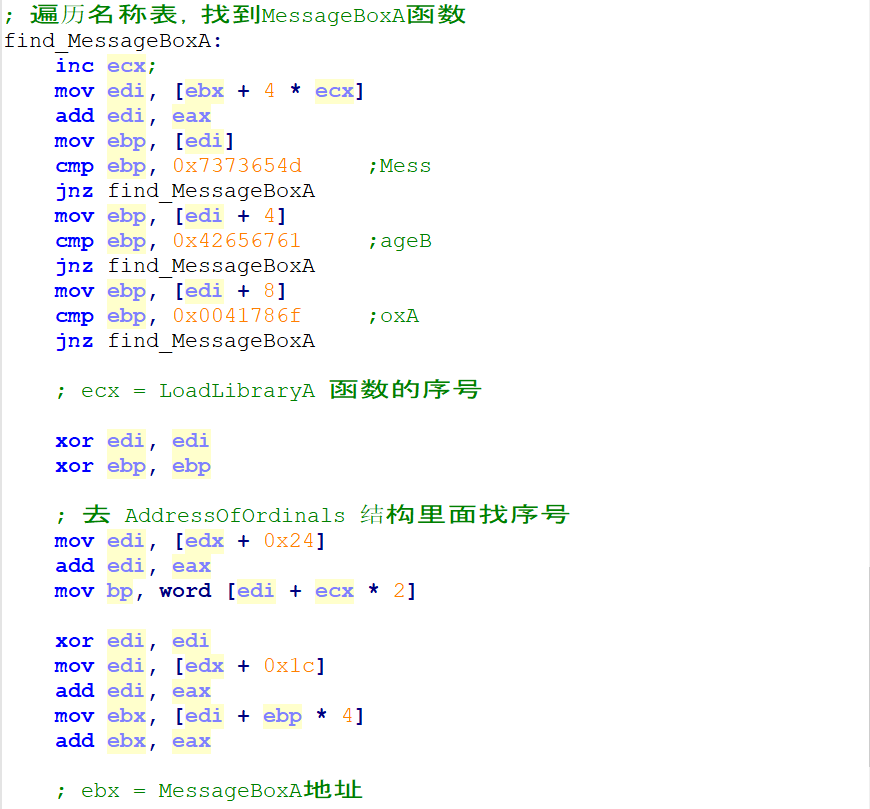 ; 遍历名称表, 找到MessageBoxA函数
find_MessageBoxA:
inc ecx;
mov edi, [ebx + 4 * ecx]
add edi, eax
mov ebp, [edi]
cmp ebp, 0x7373654d ;Mess
jnz find_MessageBoxA
mov ebp, [edi + 4]
cmp ebp, 0x42656761 ;ageB
jnz find_MessageBoxA
mov ebp, [edi + 8]
cmp ebp, 0x0041786f ;oxA
jnz find_MessageBoxA
; ecx = LoadLibraryA 函数的序号
xor edi, edi
xor ebp, ebp
; 去 AddressOfOrdinals 结构里面找序号
mov edi, [edx + 0x24]
add edi, eax
mov bp, word [edi + ecx * 2]
xor edi, edi
mov edi, [edx + 0x1c]
add edi, eax
mov ebx, [edi + ebp * 4]
add ebx, eax
; ebx = MessageBoxA地址